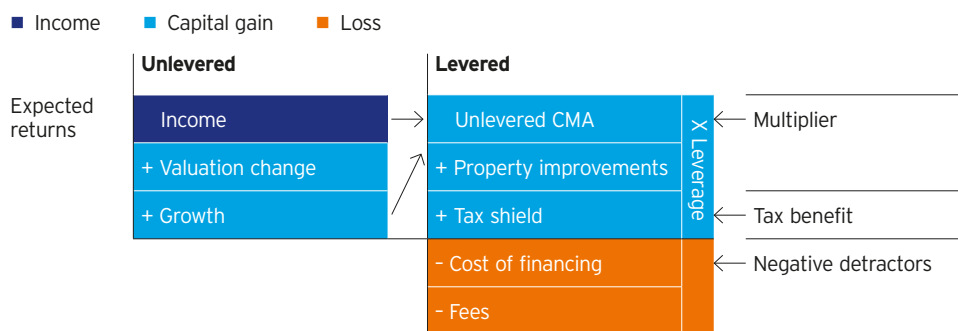 Income
Capital gain
Loss
Unlevered
Levered
Expected
returns
Income
Unlevered CMA
X Leverage
Multiplier
+ Valuation change
+ Property improvements
+ Growth
+ Tax shield
Tax benefit
– Cost of financing
Negative detractors
– Fees